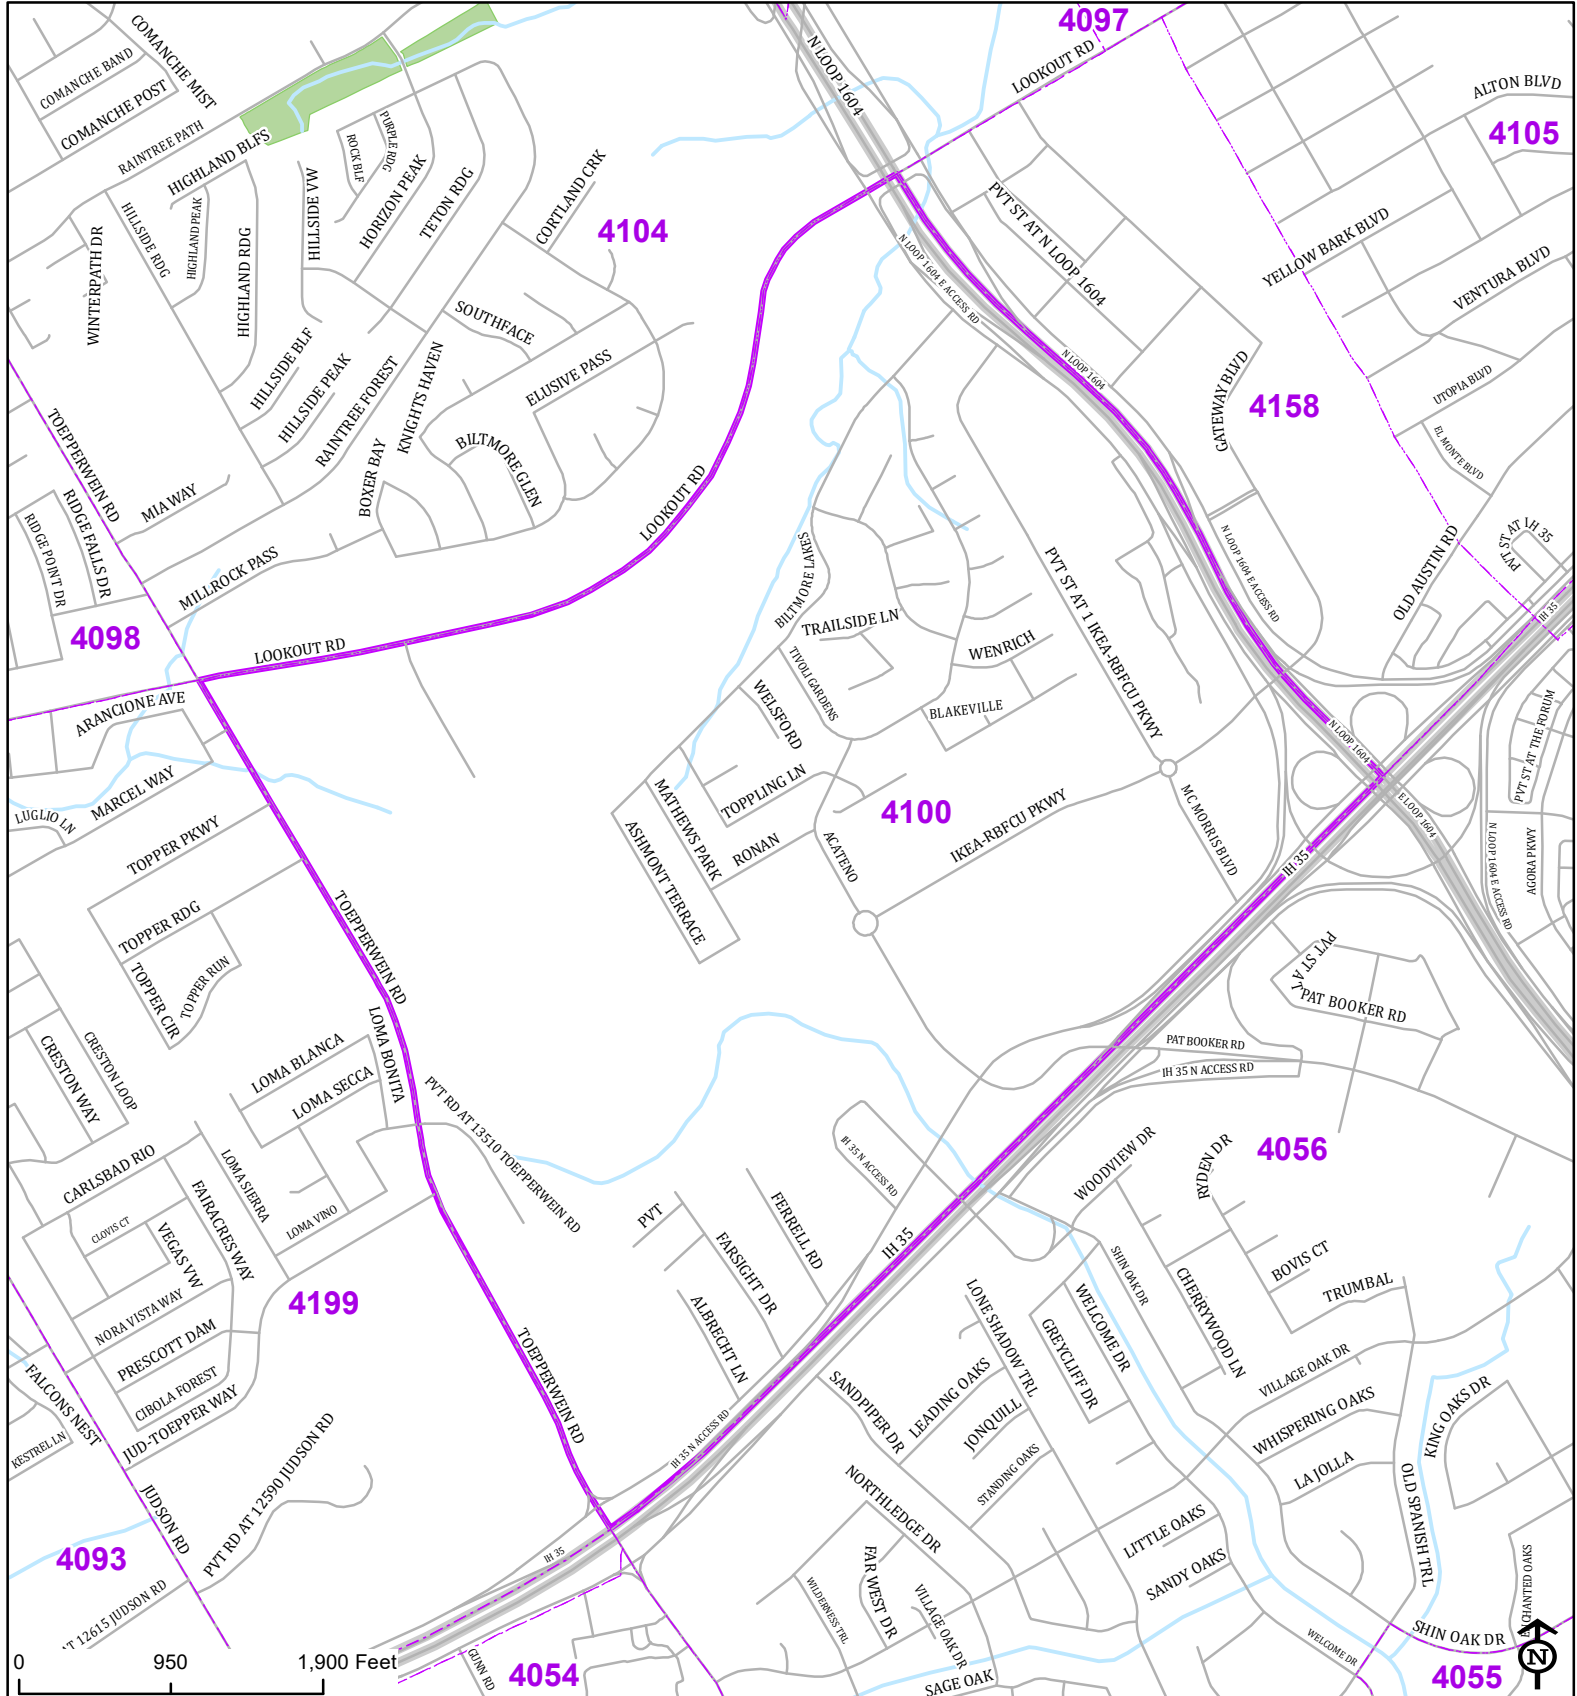 4097
COMANCHE MIST
COMANCHE BAND
COMANCHE POST
N LOOP 1604
LOOKOUT RD
ALTON BLVD
4105
RAINTREE PATH
HIGHLAND BLFS
PURPLE RDG
ROCK BLF
HORIZON PEAK
TETON RDG
CORTLAND CRK
HILLSIDE VW
HILLSIDE RDG
HIGHLAND PEAK
HIGHLAND RDG
WINTERPATH DR
4104
PVT ST AT N LOOP 1604
N LOOP 1604 E ACCESS RD
YELLOW BARK BLVD
VENTURA BLVD
SOUTHFACE
ELUSIVE PASS
HILLSIDE BLF
HILLSIDE PEAK
RAINTREE FOREST
KNIGHTS HAVEN
N LOOP 1604
GATEWAY BLVD
4158
UTOPIA BLVD
EL MONTE BLVD
BILTMORE GLEN
BOXER BAY
TOEPPERWEIN RD
MIA WAY
RIDGE FALLS DR
RIDGE POINT DR
MILLROCK PASS
LOOKOUT RD
BILTMORE LAKES
PVT ST AT 1 IKEA-RBFCU PKWY
N LOOP 1604 E ACCESS RD
OLD AUSTIN RD
PVT ST AT IH 35
IH 35
4098
LOOKOUT RD
TRAILSIDE LN
WENRICH
TIVOLI GARDENS
WELSFORD
BLAKEVILLE
ARANCIONE AVE
N LOOP 1604
PVT ST AT THE FORUM
MARCEL WAY
LUGLIO LN
TOPPER PKWY
MATHEWS PARK
TOPPLING LN
4100
IKEA-RBFCU PKWY
MC MORRIS BLVD
E LOOP 1604
N LOOP 1604 E ACCESS RD
AGORA PKWY
ASHMONT TERRACE
RONAN
ACATENO
IH 35
TOPPER RDG
TOEPPERWEIN RD
TOPPER CIR
TOPPER RUN
PVT ST AT PAT BOOKER RD
CRESTON LOOP
CRESTON WAY
LOMA BLANCA
LOMA BONITA
LOMA SECCA
PAT BOOKER RD
IH 35 N ACCESS RD
PVT RD AT 13510 TOEPPERWEIN RD
IH 35 N ACCESS RD
4056
CARLSBAD RIO
LOMA SIERRA
WOODVIEW DR
RYDEN DR
FAIRACRES WAY
LOMA VINO
CLOVIS CT
VEGAS VW
PVT
FERRELL RD
FARSIGHT DR
IH 35
SHIN OAK DR
BOVIS CT
4199
NORA VISTA WAY
ALBRECHT LN
LONE SHADOW TRL
WELCOME DR
CHERRYWOOD LN
TRUMBAL
PRESCOTT DAM
GREYCLIFF DR
VILLAGE OAK DR
FALCONS NEST
CIBOLA FOREST
JUD-TOEPPER WAY
TOEPPERWEIN RD
SANDPIPER DR
LEADING OAKS
JONQUILL
WHISPERING OAKS
KING OAKS DR
KESTREL LN
IH 35 N ACCESS RD
STANDING OAKS
LA JOLLA
PVT RD AT 12590 JUDSON RD
JUDSON RD
NORTHLEDGE DR
OLD SPANISH TRL
4093
IH 35
LITTLE OAKS
SANDY OAKS
FAR WEST DR
WILDERNESS TRL
VILLAGE OAK DR
ENCHANTED OAKS
AT 12615 JUDSON RD
SHIN OAK DR
WELCOME DR
0 950 1,900 Feet
GUNN RD
4054
SAGE OAK
4055
N